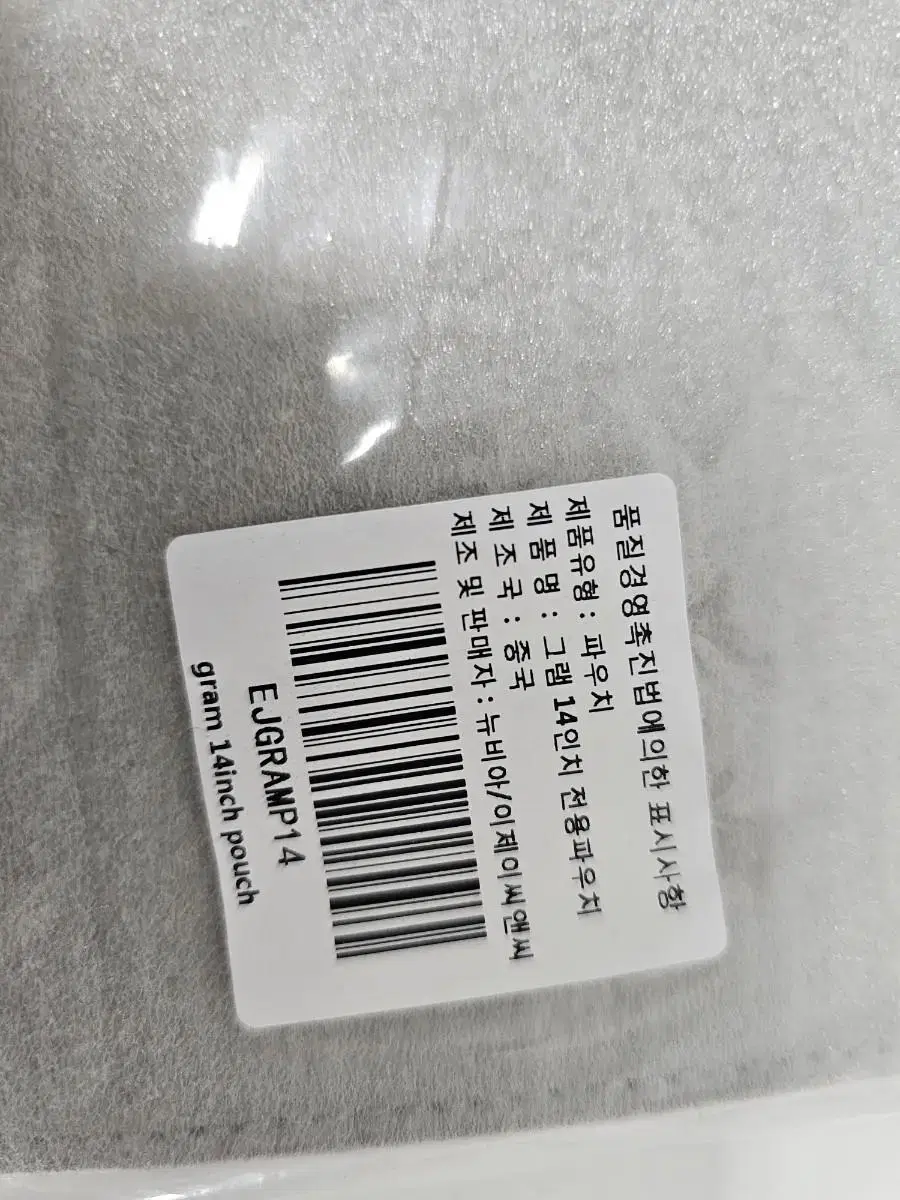 품질경영촉진법에의한 표시사항
제품유형 : 파우치
제 품 명 : 그램 14인치 전용파우치
제 조 국 : 중국
제조 및 판매자 : 뉴비아/이제이씨앤씨
EJGRAMP14
gram 14inch pouch